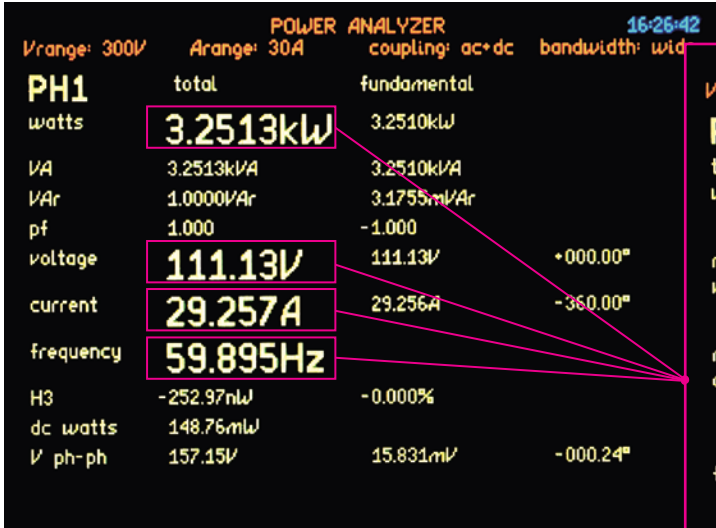 POWER ANALYZER 16:26:42
Vrange: 300V Arange: 30A coupling: ac+dc bandwidth: wide
PH1 total fundamental
watts 3.2513kW 3.2510kW
VA 3.2513kVA 3.2510kVA
VAr 1.0000VAr 3.1755mVAr
pf 1.000 -1.000
voltage 111.13V 111.13V +000.00°
current 29.257A 29.256A -360.00°
frequency 59.895Hz
H3 -252.97nW -0.000%
dc watts 148.76mW
V ph-ph 157.15V 15.831mV -000.24°